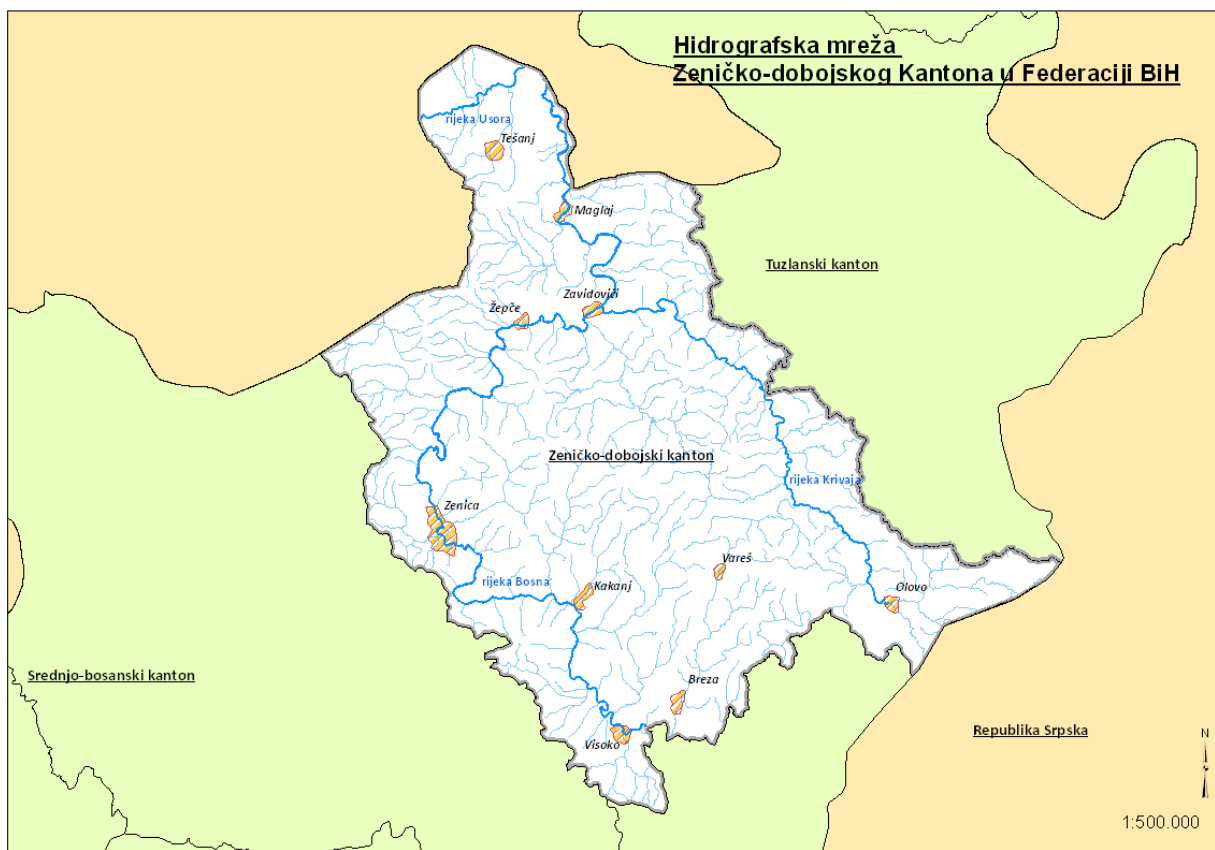 Hidrografska mreža
Zeničko-dobojskog Kantona u Federaciji BiH
rijeka Usora
Tešanj
Maglaj
Tuzlanski kanton
Zavidovići
Žepče
Zeničko-dobojski kanton
rijeka Krivaja
Zenica
Vareš
rijeka Bosna
Kakanj
Olovo
Srednjo-bosanski kanton
Breza
Republika Srpska
Visoko
N
1:500.000